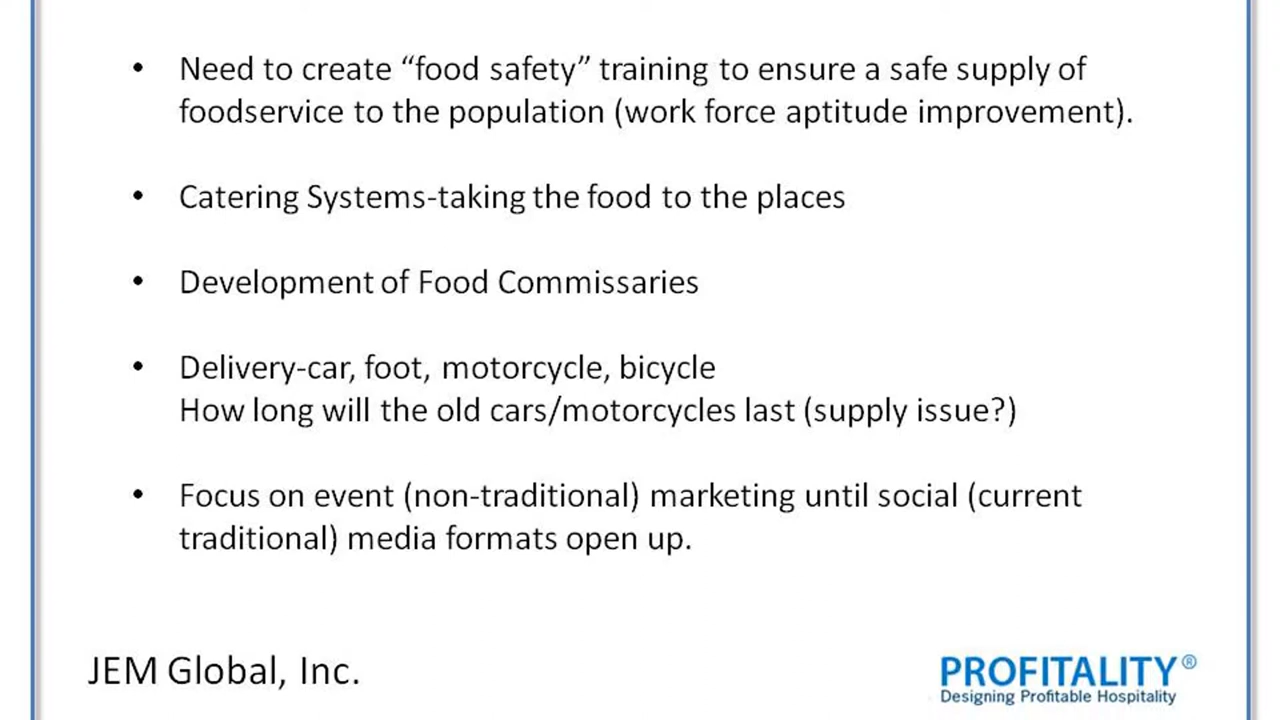 • Need to create “food safety” training to ensure a safe supply of
foodservice to the population (work force aptitude improvement).
• Catering Systems-taking the food to the places
• Development of Food Commissaries
• Delivery-car, foot, motorcycle, bicycle
How long will the old cars/motorcycles last (supply issue?)
• Focus on event (non-traditional) marketing until social (current
traditional) media formats open up.
JEM Global, Inc.
PROFITALITY®
Designing Profitable Hospitality